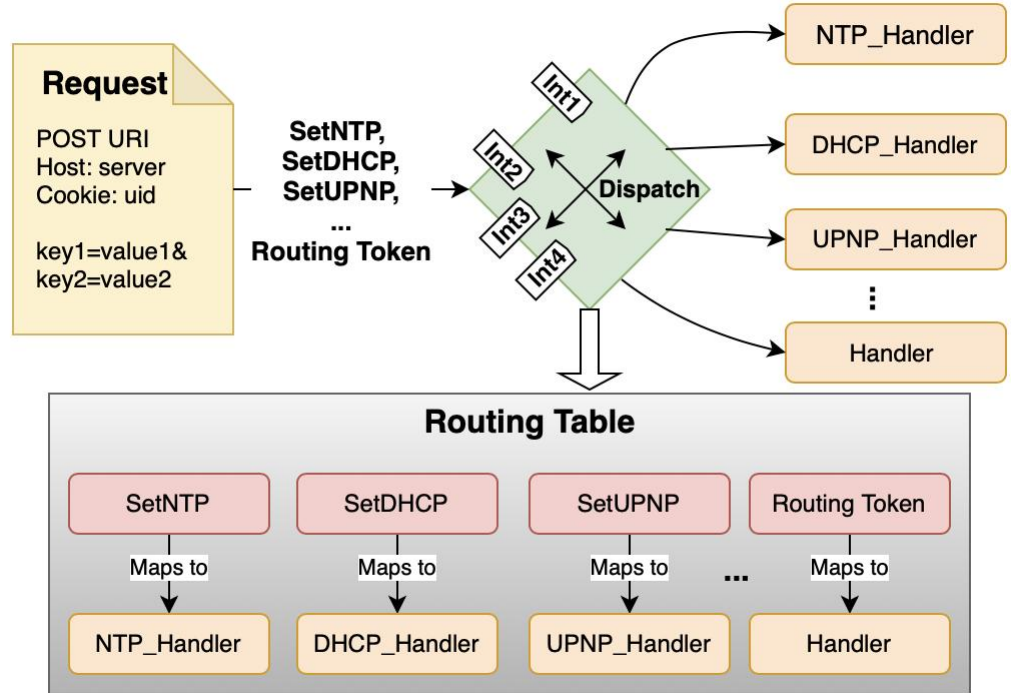 Request
POST URI
Host: server
Cookie: uid
key1=value1&
key2=value2
SetNTP,
SetDHCP,
SetUPNP,
...
Routing Token
Int1
Int2
Int3
Int4
Dispatch
NTP_Handler
DHCP_Handler
UPNP_Handler
⋮
Handler
Routing Table
SetNTP
SetDHCP
SetUPNP
Routing Token
Maps to
Maps to
Maps to
...
Maps to
NTP_Handler
DHCP_Handler
UPNP_Handler
Handler